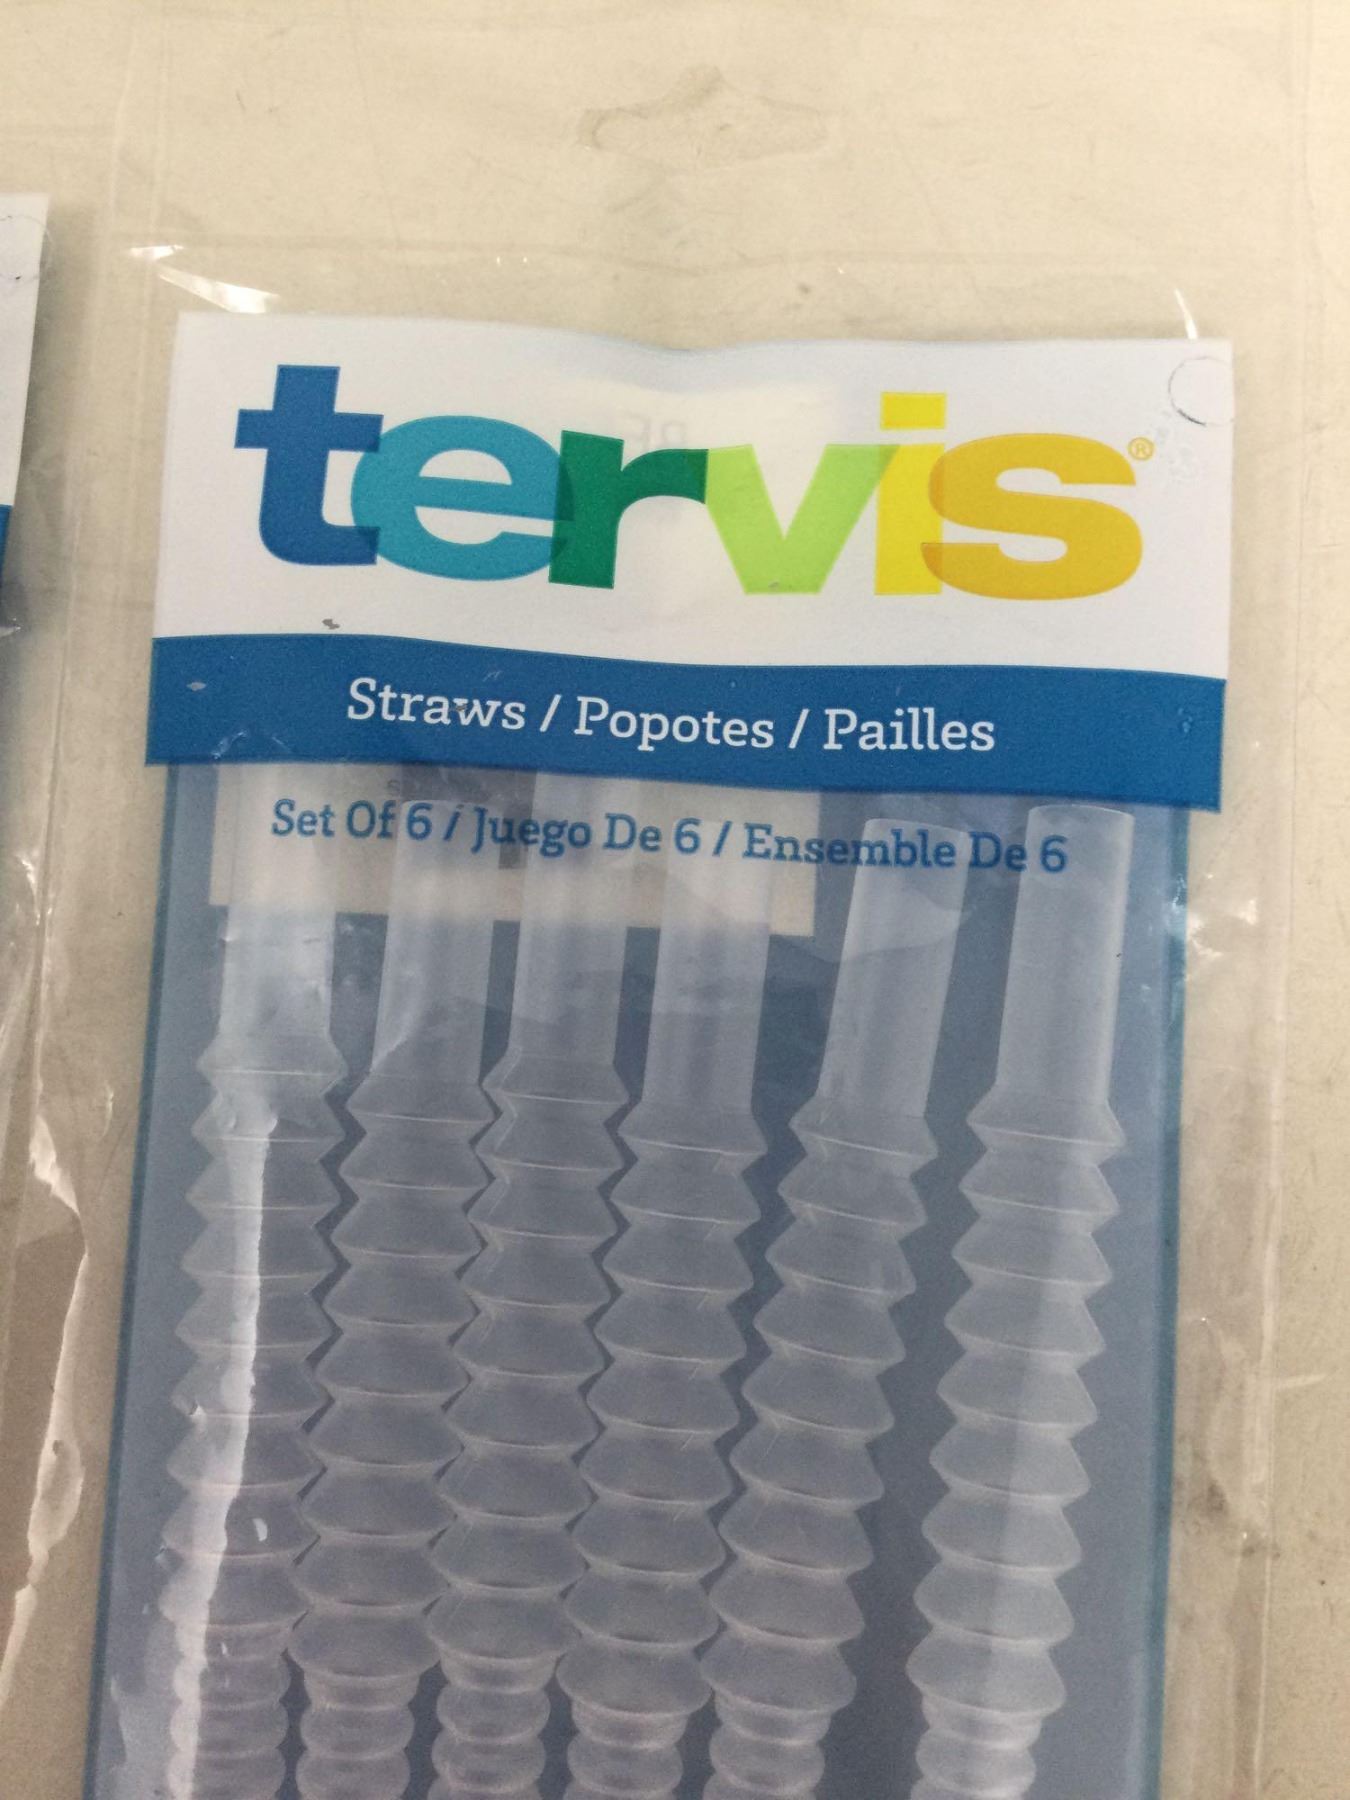 tervis®
Straws / Popotes / Pailles
Set Of 6 / Juego De 6 / Ensemble De 6